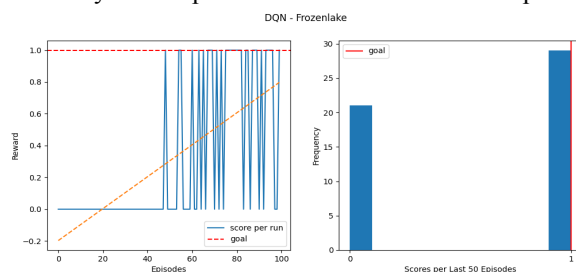 DQN - Frozenlake
1.0
0.8
0.6
0.4
0.2
0.0
−0.2
Reward
0
20
40
60
80
100
Episodes
score per run
goal
30
25
20
15
10
5
0
Frequency
goal
0
1
Scores per Last 50 Episodes